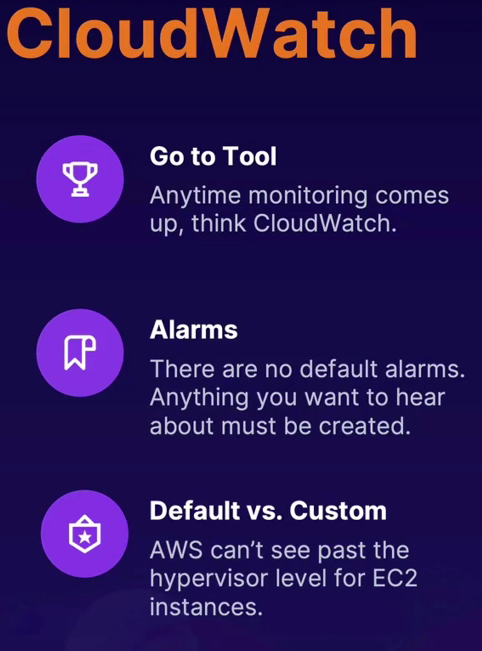 CloudWatch
Go to Tool
Anytime monitoring comes
up, think CloudWatch.
Alarms
There are no default alarms.
Anything you want to hear
about must be created.
Default vs. Custom
AWS can’t see past the
hypervisor level for EC2
instances.